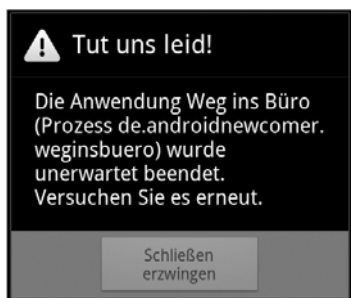 Tut uns leid!
Die Anwendung Weg ins Büro
(Prozess de.androidnewcomer.
weginsbuero) wurde
unerwartet beendet.
Versuchen Sie es erneut.
Schließen
erzwingen